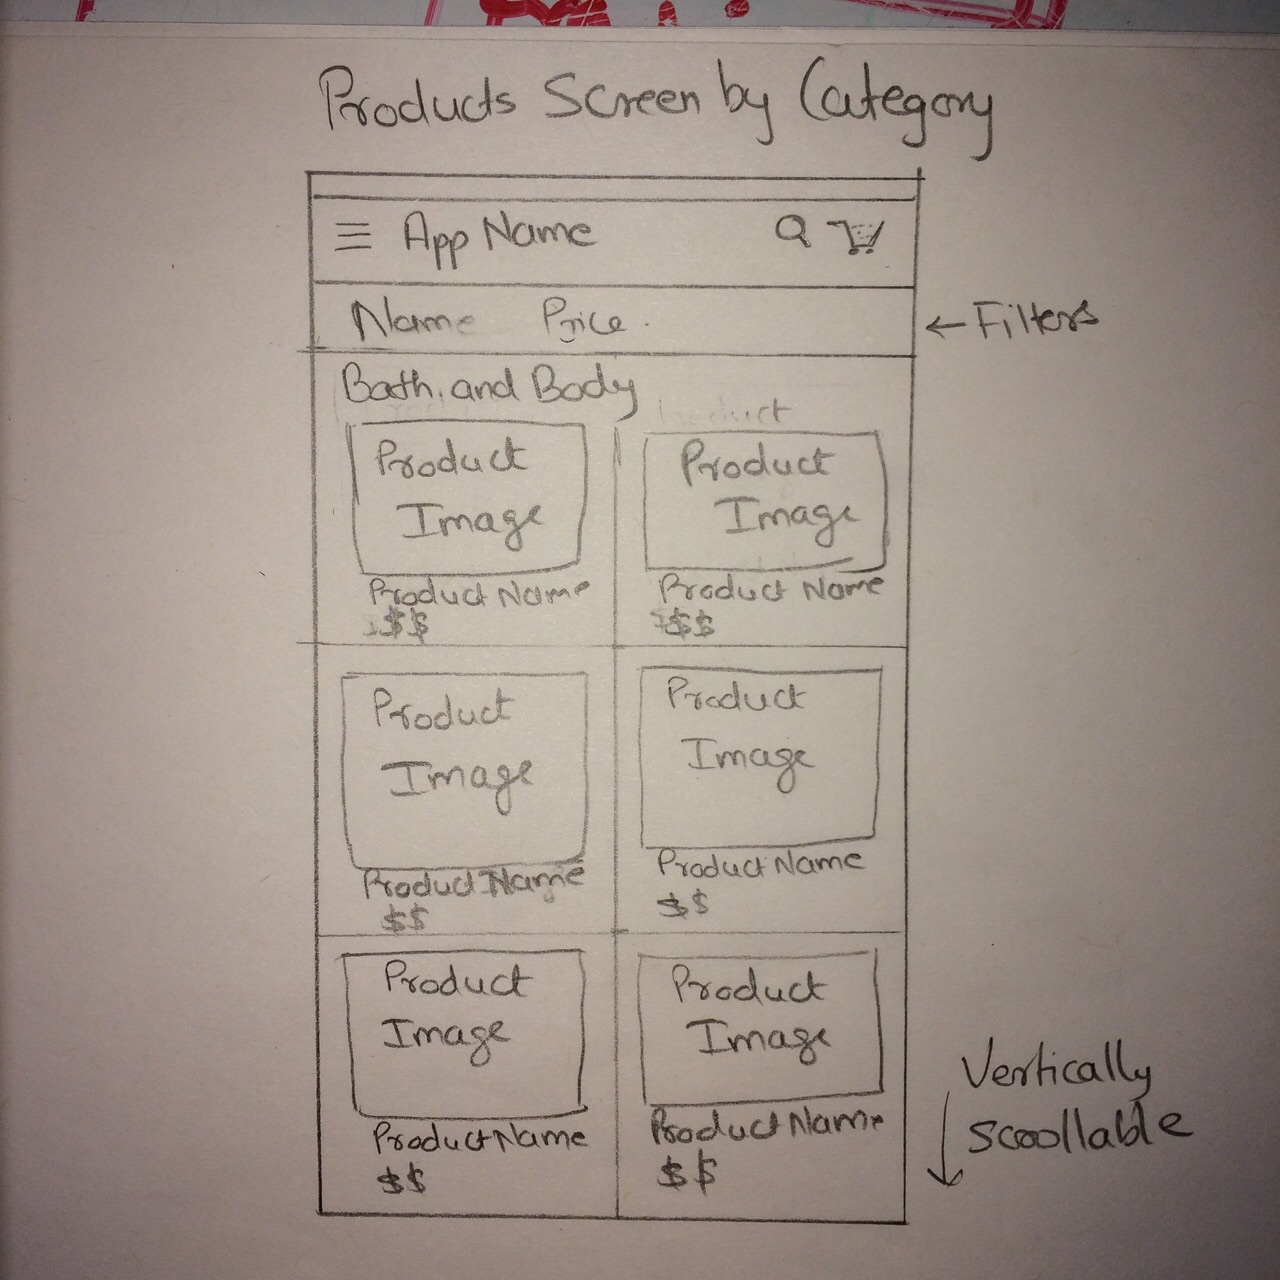 Products Screen by Category
App Name
Name Price.
← Filters
Bath and Body
Product
Image
Product Name
$$
Product
Image
Product Name
$$
Product
Image
Product Name
$$
Product
Image
Product Name
$$
Product
Image
Product Name
$$
Product
Image
Product Name
$$
Vertically
scrollable